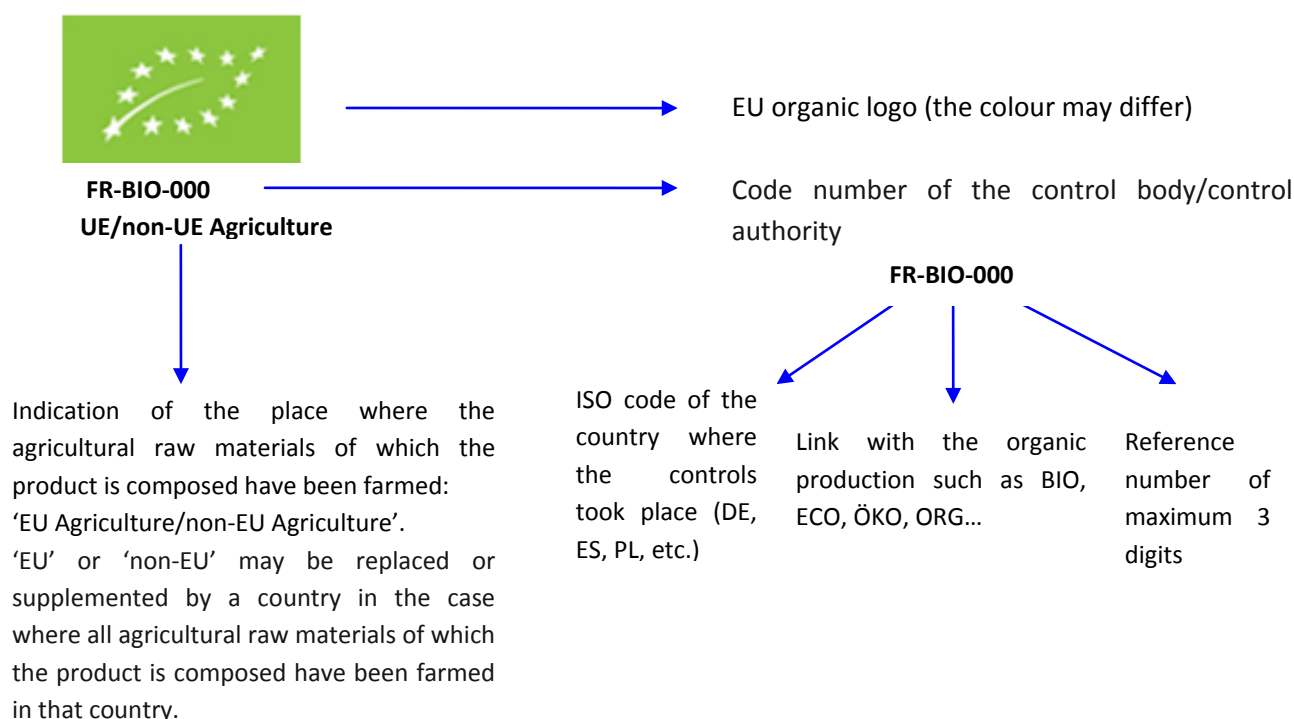 EU organic logo (the colour may differ)
FR-BIO-000
UE/non-UE Agriculture
Code number of the control body/control
authority
FR-BIO-000
Indication of the place where the
agricultural raw materials of which the
product is composed have been farmed:
‘EU Agriculture/non-EU Agriculture’.
‘EU’ or ‘non-EU’ may be replaced or
supplemented by a country in the case
where all agricultural raw materials of which
the product is composed have been farmed
in that country.
ISO code of the
country where
the controls
took place (DE,
ES, PL, etc.)
Link with the organic
production such as BIO,
ECO, ÖKO, ORG…
Reference
number of
maximum 3
digits